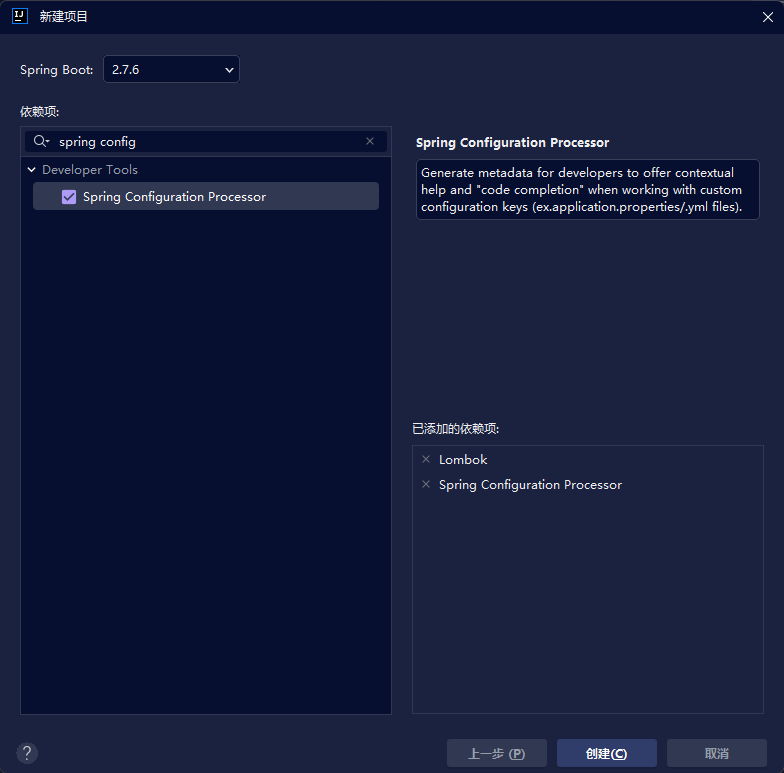 新建项目
Spring Boot: 2.7.6
依赖项:
spring config
Developer Tools
Spring Configuration Processor
Spring Configuration Processor
Generate metadata for developers to offer contextual
help and "code completion" when working with custom
configuration keys (ex.application.properties/.yml files).
已添加的依赖项:
Lombok
Spring Configuration Processor
? 上一步 (P) 创建(C) 取消